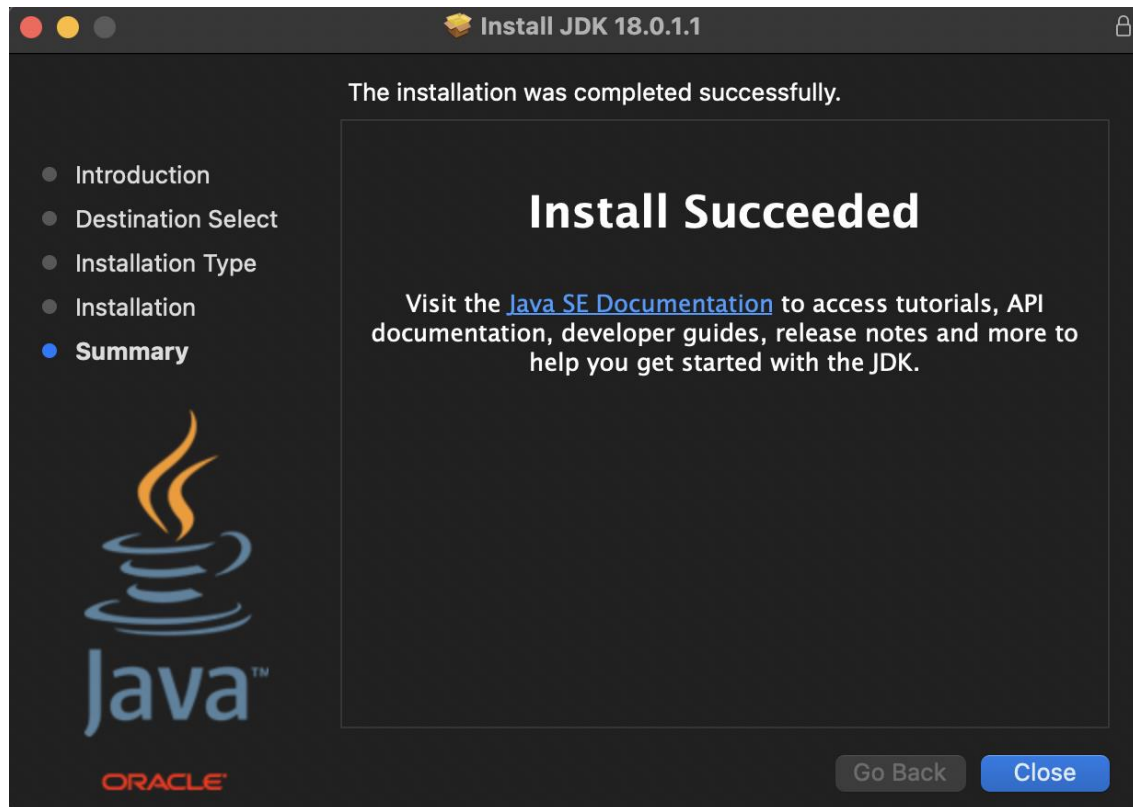 Install JDK 18.0.1.1
The installation was completed successfully.
Introduction
Destination Select
Installation Type
Installation
Summary
Install Succeeded
Visit the Java SE Documentation to access tutorials, API
documentation, developer guides, release notes and more to
help you get started with the JDK.
Java™
ORACLE
Go Back
Close